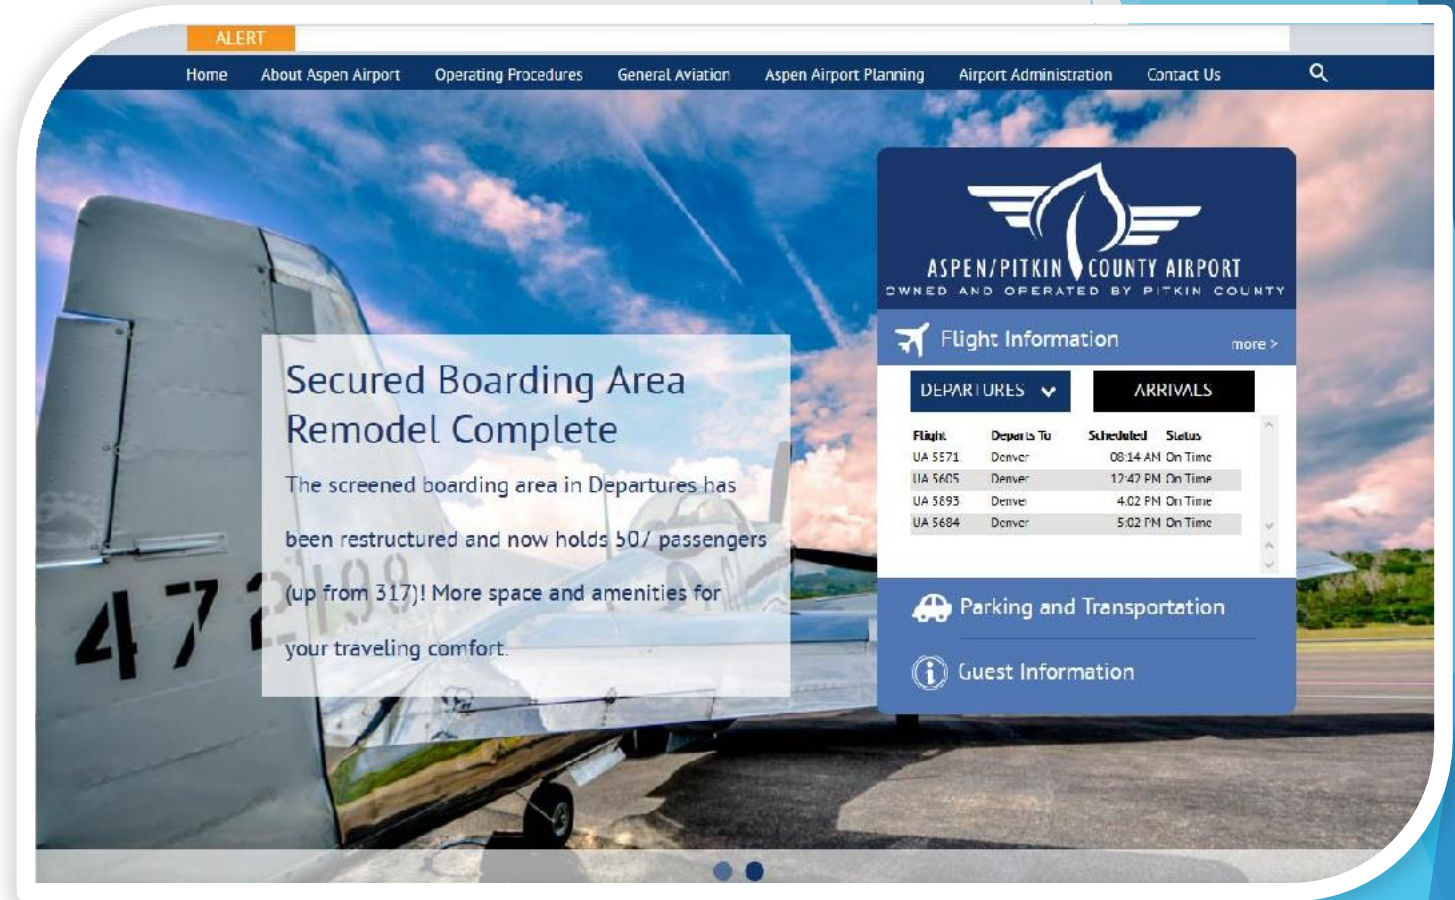 ALERT
Home About Aspen Airport Operating Procedures General Aviation Aspen Airport Planning Airport Administration Contact Us
ASPEN/PITKIN COUNTY AIRPORT
OWNED AND OPERATED BY PITKIN COUNTY
Flight Information more >
DEPARTURES ARRIVALS
Flight Departs To Scheduled Status
UA 5571 Denver 08:14 AM On Time
UA 5605 Denver 12:42 PM On Time
UA 5893 Denver 4:02 PM On Time
UA 5684 Denver 5:02 PM On Time
Parking and Transportation
Guest Information
Secured Boarding Area
Remodel Complete
The screened boarding area in Departures has
been restructured and now holds 507 passengers
(up from 317)! More space and amenities for
your traveling comfort.
472198